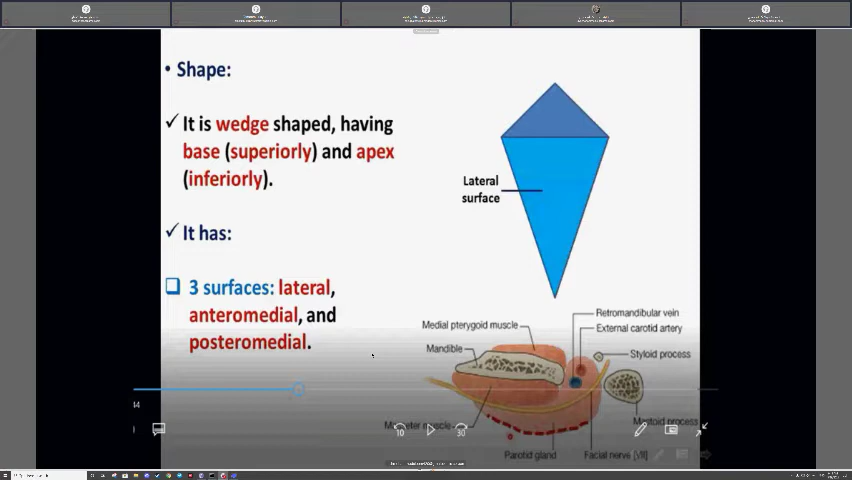 • Shape:
✓ It is wedge shaped, having
base (superiorly) and apex
(inferiorly).
✓ It has:
❑ 3 surfaces: lateral,
anteromedial, and
posteromedial.
Lateral
surface
Retromandibular vein
External carotid artery
Medial pterygoid muscle
Mandible
Styloid process
Mastoid process
muscle
Parotid gland
Facial nerve [VII]
10
30